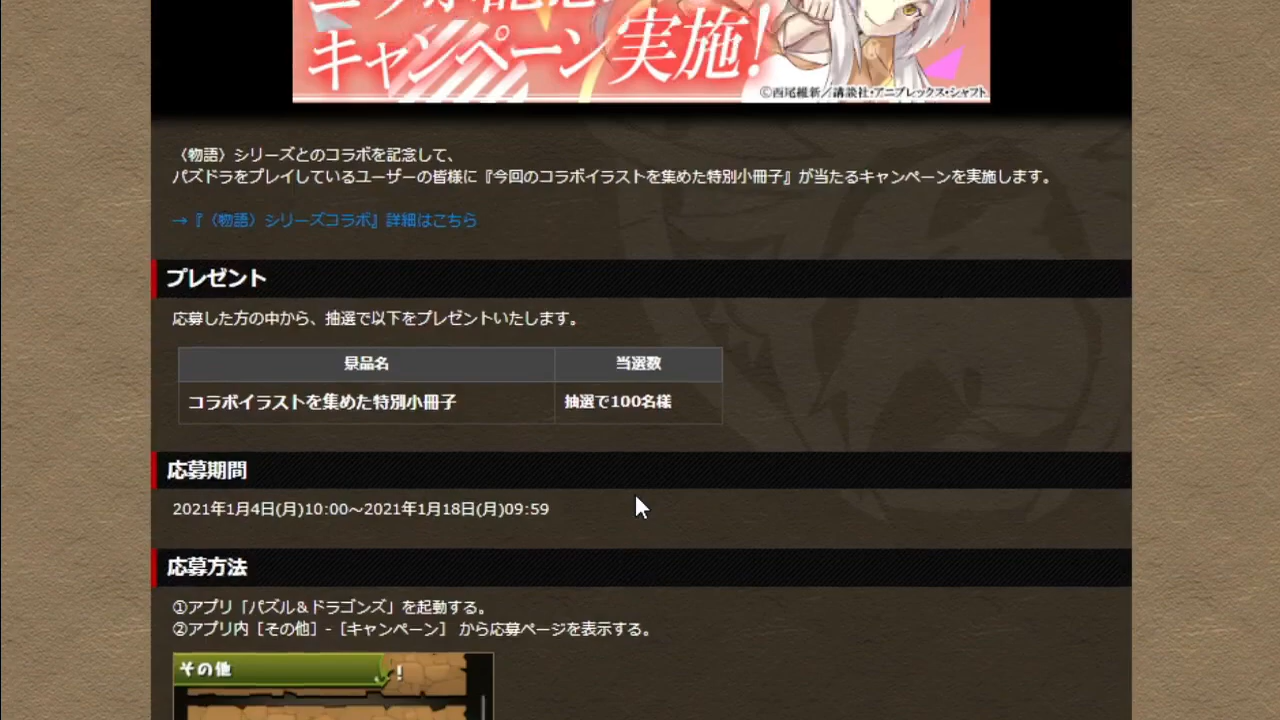 キャンペーン実施!
©西尾維新／講談社・アニプレックス・シャフト
〈物語〉シリーズとのコラボを記念して、
パズドラをプレイしているユーザーの皆様に『今回のコラボイラストを集めた特別小冊子』が当たるキャンペーンを実施します。
→『〈物語〉シリーズコラボ』詳細はこちら
プレゼント
応募した方の中から、抽選で以下をプレゼントいたします。
景品名 当選数
コラボイラストを集めた特別小冊子 抽選で100名様
応募期間
2021年1月4日(月)10:00～2021年1月18日(月)09:59
応募方法
①アプリ「パズル＆ドラゴンズ」を起動する。
②アプリ内［その他］-［キャンペーン］ から応募ページを表示する。
その他
!